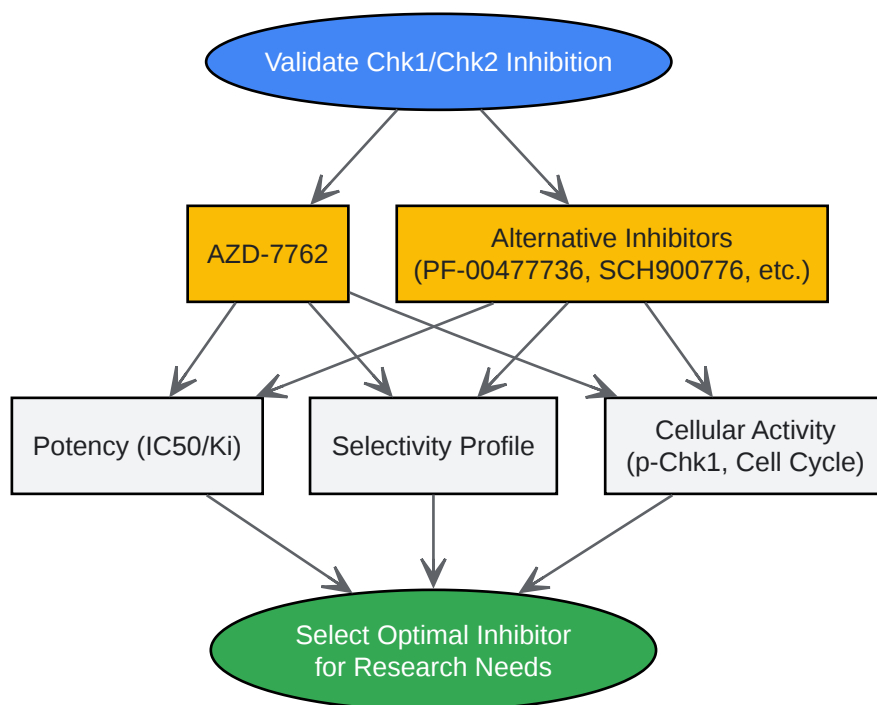 Validate Chk1/Chk2 Inhibition
AZD-7762
Alternative Inhibitors
(PF-00477736, SCH900776, etc.)
Potency (IC50/Ki)
Selectivity Profile
Cellular Activity
(p-Chk1, Cell Cycle)
Select Optimal Inhibitor
for Research Needs